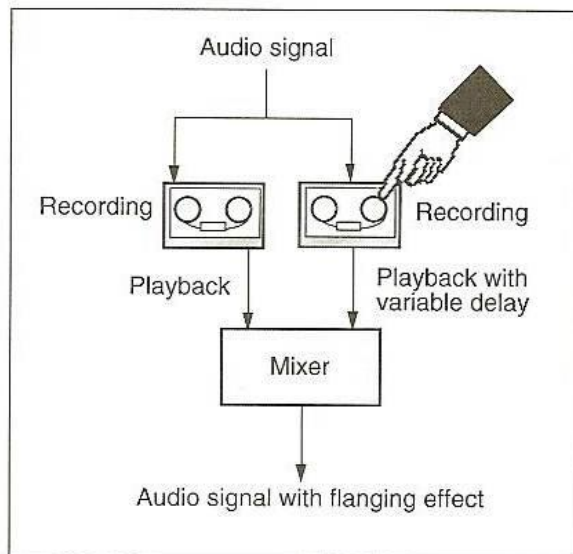 Audio signal
Recording
Recording
Playback
Playback with
variable delay
Mixer
Audio signal with flanging effect